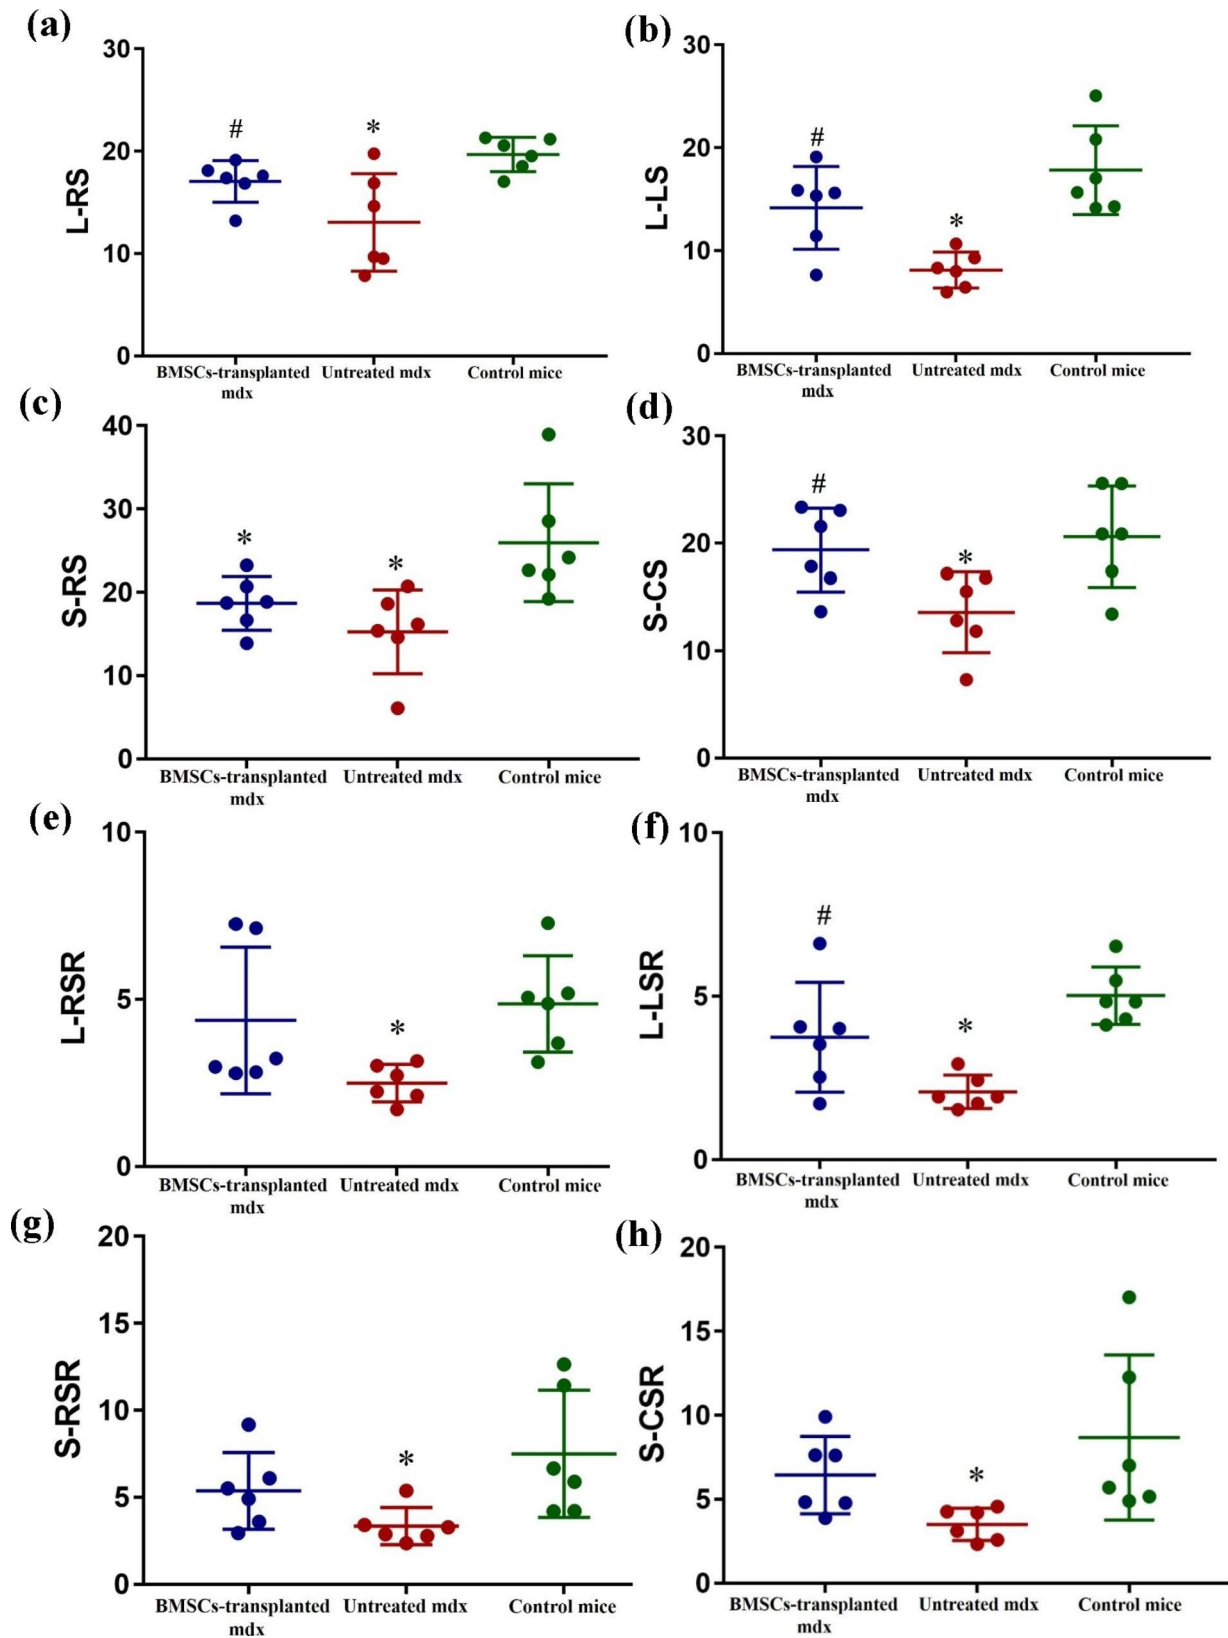 (a)
30
20
10
0
L-RS
#
*
BMSCs-transplanted
mdx
Untreated mdx
Control mice
(b)
30
20
10
0
L-LS
#
*
BMSCs-transplanted
mdx
Untreated mdx
Control mice
(c)
40
30
20
10
0
S-RS
*
*
BMSCs-transplanted
mdx
Untreated mdx
Control mice
(d)
30
20
10
0
S-CS
#
*
BMSCs-transplanted
mdx
Untreated mdx
Control mice
(e)
10
5
0
L-RSR
*
BMSCs-transplanted
mdx
Untreated mdx
Control mice
(f)
10
5
0
L-LSR
#
*
BMSCs-transplanted
mdx
Untreated mdx
Control mice
(g)
20
15
10
5
0
S-RSR
*
BMSCs-transplanted
mdx
Untreated mdx
Control mice
(h)
20
15
10
5
0
S-CSR
*
BMSCs-transplanted
mdx
Untreated mdx
Control mice